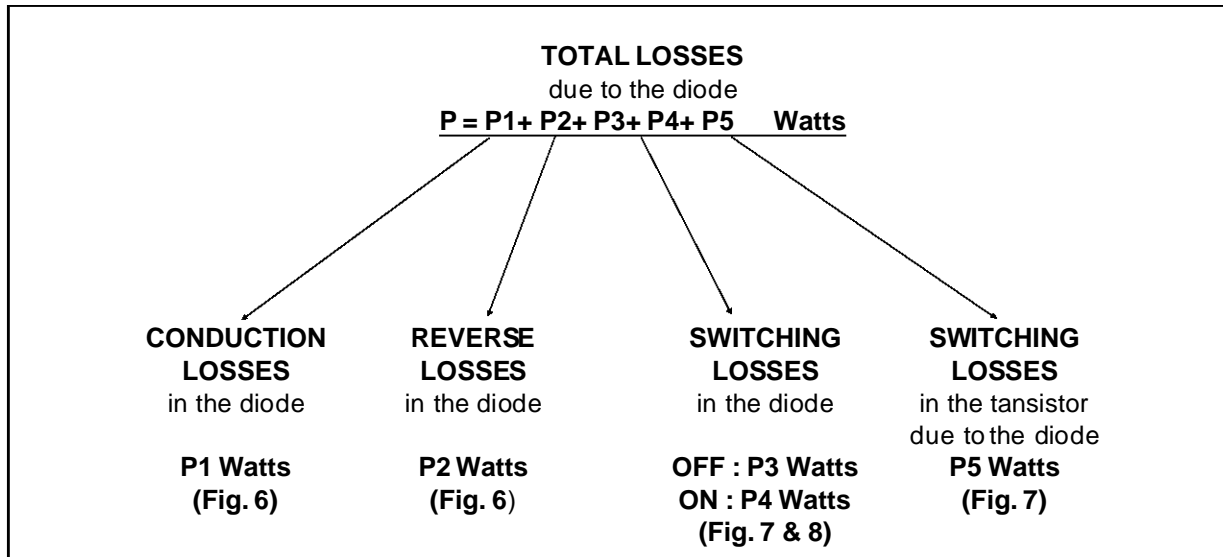 TOTAL LOSSES
due to the diode
P = P1+ P2+ P3+ P4+ P5 Watts
CONDUCTION
LOSSES
in the diode
P1 Watts
(Fig. 6)
REVERSE
LOSSES
in the diode
P2 Watts
(Fig. 6)
SWITCHING
LOSSES
in the diode
OFF : P3 Watts
ON : P4 Watts
(Fig. 7 & 8)
SWITCHING
LOSSES
in the tansistor
due to the diode
P5 Watts
(Fig. 7)